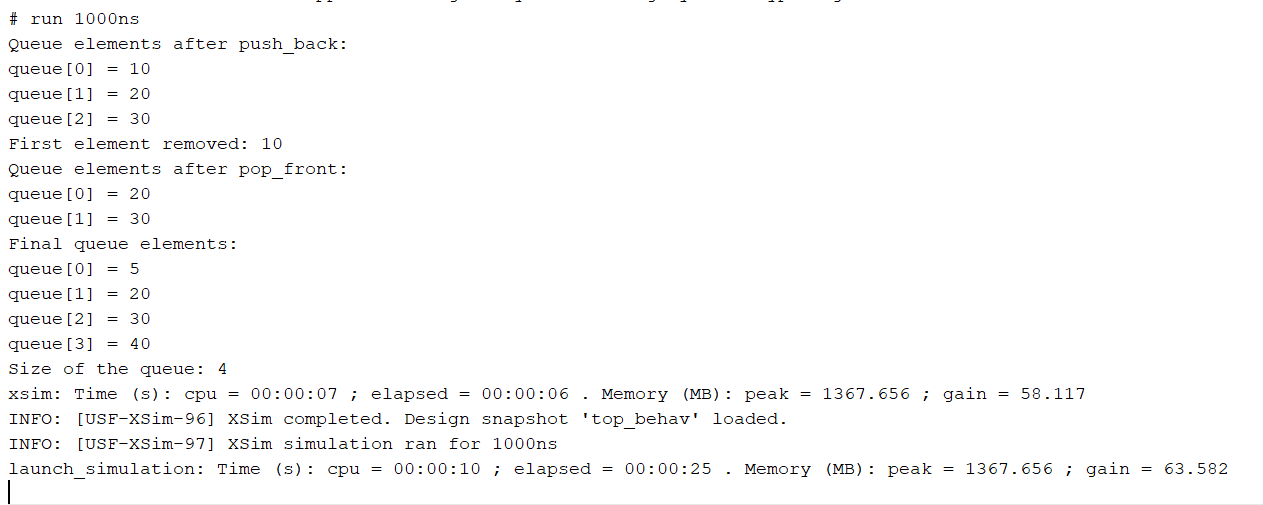 # run 1000ns
Queue elements after push_back:
queue[0] = 10
queue[1] = 20
queue[2] = 30
First element removed: 10
Queue elements after pop_front:
queue[0] = 20
queue[1] = 30
Final queue elements:
queue[0] = 5
queue[1] = 20
queue[2] = 30
queue[3] = 40
Size of the queue: 4
xsim: Time (s): cpu = 00:00:07 ; elapsed = 00:00:06 . Memory (MB): peak = 1367.656 ; gain = 58.117
INFO: [USF-XSim-96] XSim completed. Design snapshot 'top_behav' loaded.
INFO: [USF-XSim-97] XSim simulation ran for 1000ns
launch_simulation: Time (s): cpu = 00:00:10 ; elapsed = 00:00:25 . Memory (MB): peak = 1367.656 ; gain = 63.582